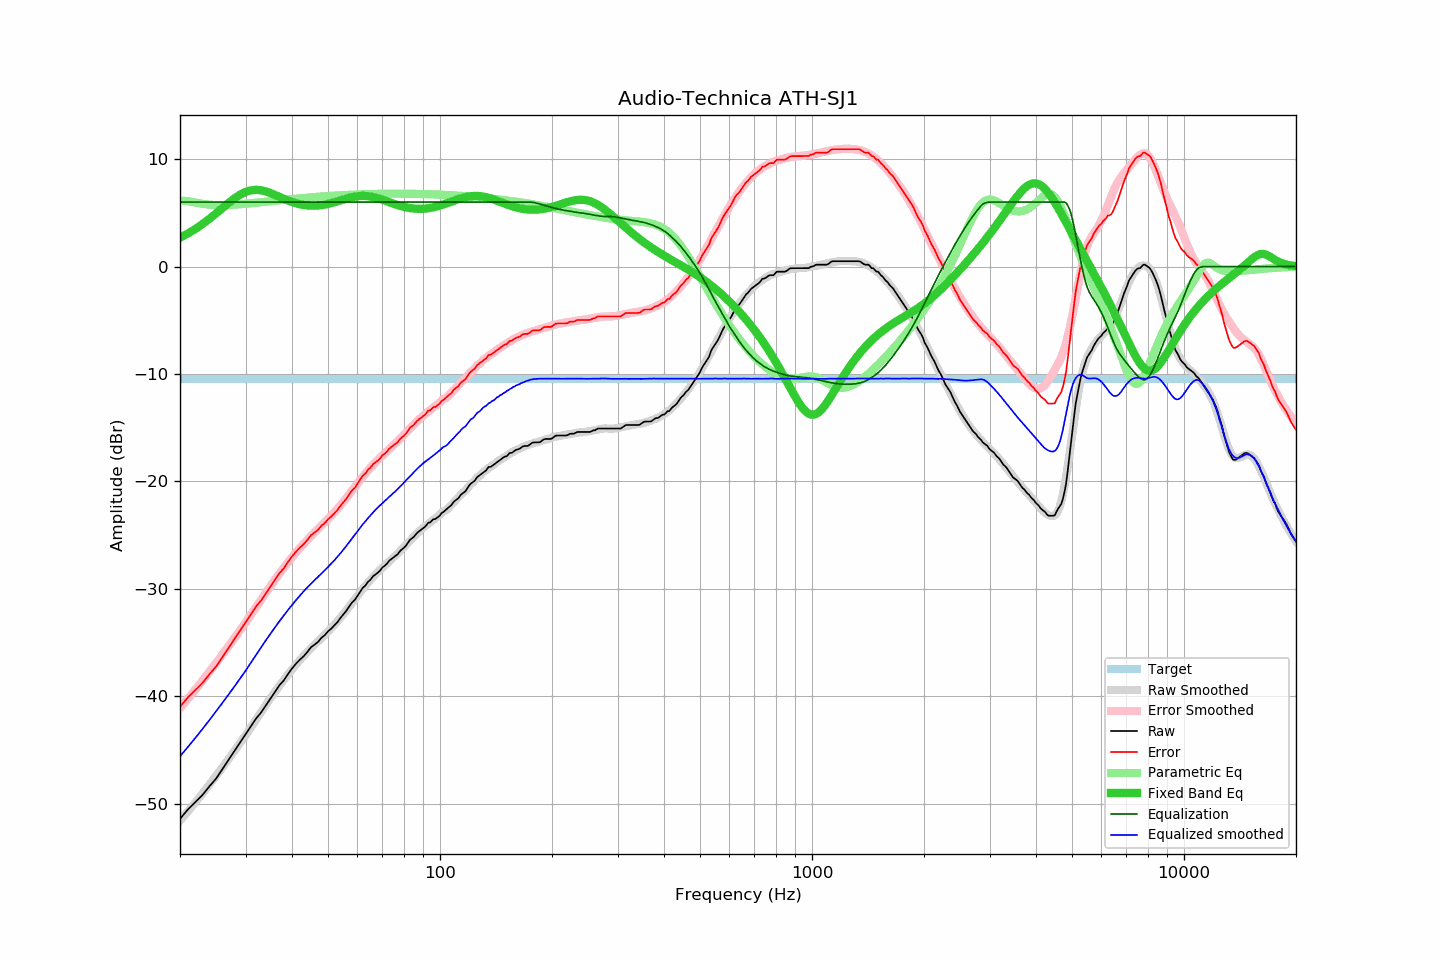 Audio-Technica ATH-SJ1
Amplitude (dBr)
10
0
−10
−20
−30
−40
−50
100
1000
10000
Frequency (Hz)
Target
Raw Smoothed
Error Smoothed
Raw
Error
Parametric Eq
Fixed Band Eq
Equalization
Equalized smoothed